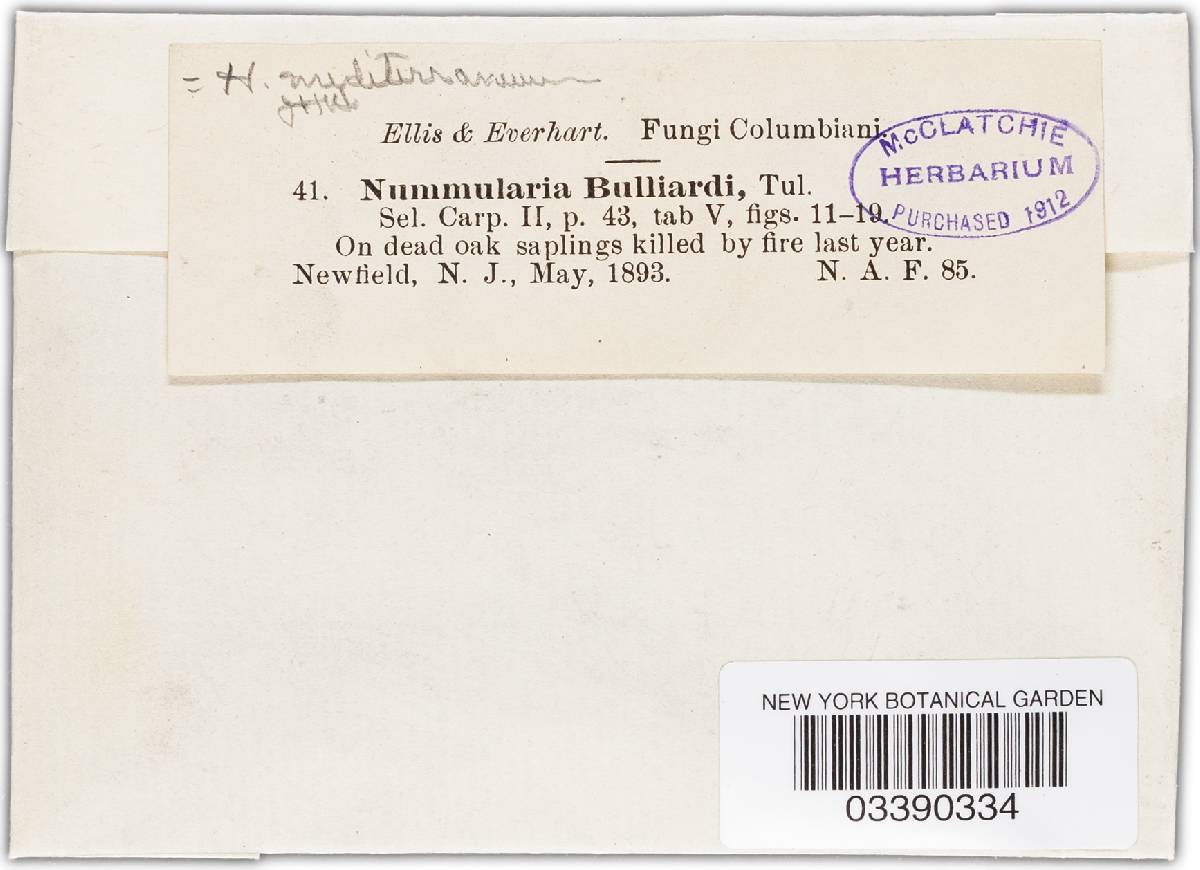 = H. mediterraneum
JHM
Ellis & Everhart. Fungi Columbiani.
41. Nummularia Bulliardi, Tul.
Sel. Carp. II, p. 43, tab V, figs. 11–19.
On dead oak saplings killed by fire last year.
Newfield, N. J., May, 1893. N. A. F. 85.
McCLATCHIE
HERBARIUM
PURCHASED 1912
NEW YORK BOTANICAL GARDEN
03390334